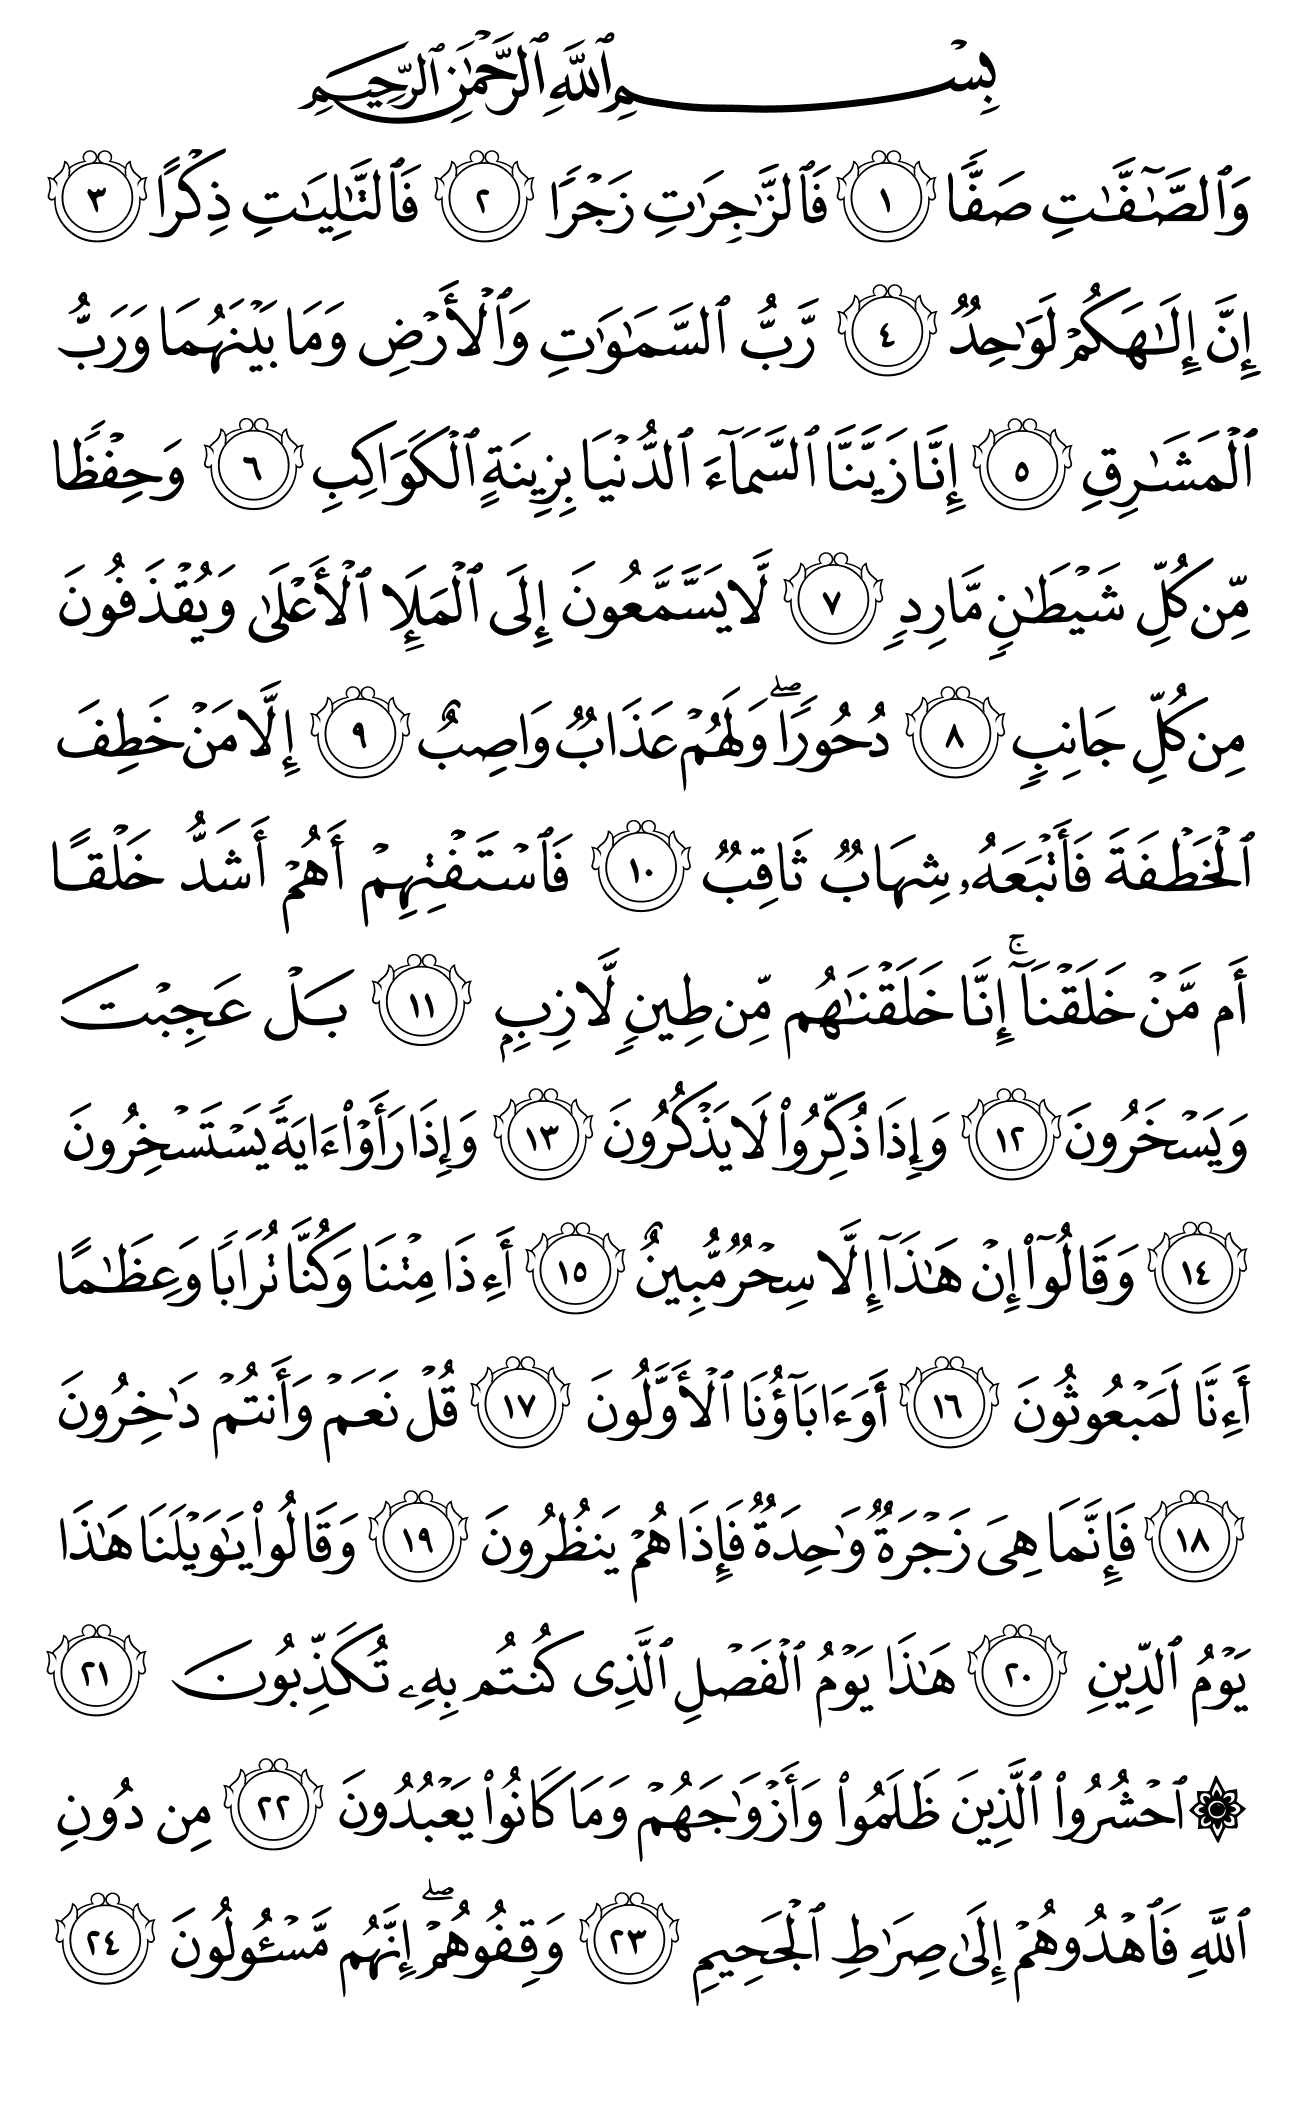 بِسْمِ ٱللَّهِ ٱلرَّحْمَٰنِ ٱلرَّحِيمِ
وَٱلصَّٰٓفَّٰتِ صَفًّا ١ فَٱلزَّٰجِرَٰتِ زَجْرًا ٢ فَٱلتَّٰلِيَٰتِ ذِكْرًا ٣
إِنَّ إِلَٰهَكُمْ لَوَٰحِدٌ ٤ رَّبُّ ٱلسَّمَٰوَٰتِ وَٱلْأَرْضِ وَمَا بَيْنَهُمَا وَرَبُّ
ٱلْمَشَٰرِقِ ٥ إِنَّا زَيَّنَّا ٱلسَّمَآءَ ٱلدُّنْيَا بِزِينَةٍ ٱلْكَوَاكِبِ ٦ وَحِفْظًا
مِّن كُلِّ شَيْطَٰنٍ مَّارِدٍ ٧ لَّا يَسَّمَّعُونَ إِلَى ٱلْمَلَإِ ٱلْأَعْلَىٰ وَيُقْذَفُونَ
مِن كُلِّ جَانِبٍ ٨ دُحُورًا ۖ وَلَهُمْ عَذَابٌ وَاصِبٌ ٩ إِلَّا مَنْ خَطِفَ
ٱلْخَطْفَةَ فَأَتْبَعَهُۥ شِهَابٌ ثَاقِبٌ ١٠ فَٱسْتَفْتِهِمْ أَهُمْ أَشَدُّ خَلْقًا
أَم مَّنْ خَلَقْنَآ ۚ إِنَّا خَلَقْنَٰهُم مِّن طِينٍ لَّازِبٍۭ ١١ بَلْ عَجِبْتَ
وَيَسْخَرُونَ ١٢ وَإِذَا ذُكِّرُوا۟ لَا يَذْكُرُونَ ١٣ وَإِذَا رَأَوْا۟ ءَايَةً يَسْتَسْخِرُونَ
١٤ وَقَالُوٓا۟ إِنْ هَٰذَآ إِلَّا سِحْرٌ مُّبِينٌ ١٥ أَءِذَا مِتْنَا وَكُنَّا تُرَابًا وَعِظَٰمًا
أَءِنَّا لَمَبْعُوثُونَ ١٦ أَوَءَابَآؤُنَا ٱلْأَوَّلُونَ ١٧ قُلْ نَعَمْ وَأَنتُمْ دَٰخِرُونَ
١٨ فَإِنَّمَا هِىَ زَجْرَةٌ وَٰحِدَةٌ فَإِذَا هُمْ يَنظُرُونَ ١٩ وَقَالُوا۟ يَٰوَيْلَنَا هَٰذَا
يَوْمُ ٱلدِّينِ ٢٠ هَٰذَا يَوْمُ ٱلْفَصْلِ ٱلَّذِى كُنتُم بِهِۦ تُكَذِّبُونَ ٢١
۞ ٱحْشُرُوا۟ ٱلَّذِينَ ظَلَمُوا۟ وَأَزْوَٰجَهُمْ وَمَا كَانُوا۟ يَعْبُدُونَ ٢٢ مِن دُونِ
ٱللَّهِ فَٱهْدُوهُمْ إِلَىٰ صِرَٰطِ ٱلْجَحِيمِ ٢٣ وَقِفُوهُمْ ۖ إِنَّهُم مَّسْـُٔولُونَ ٢٤